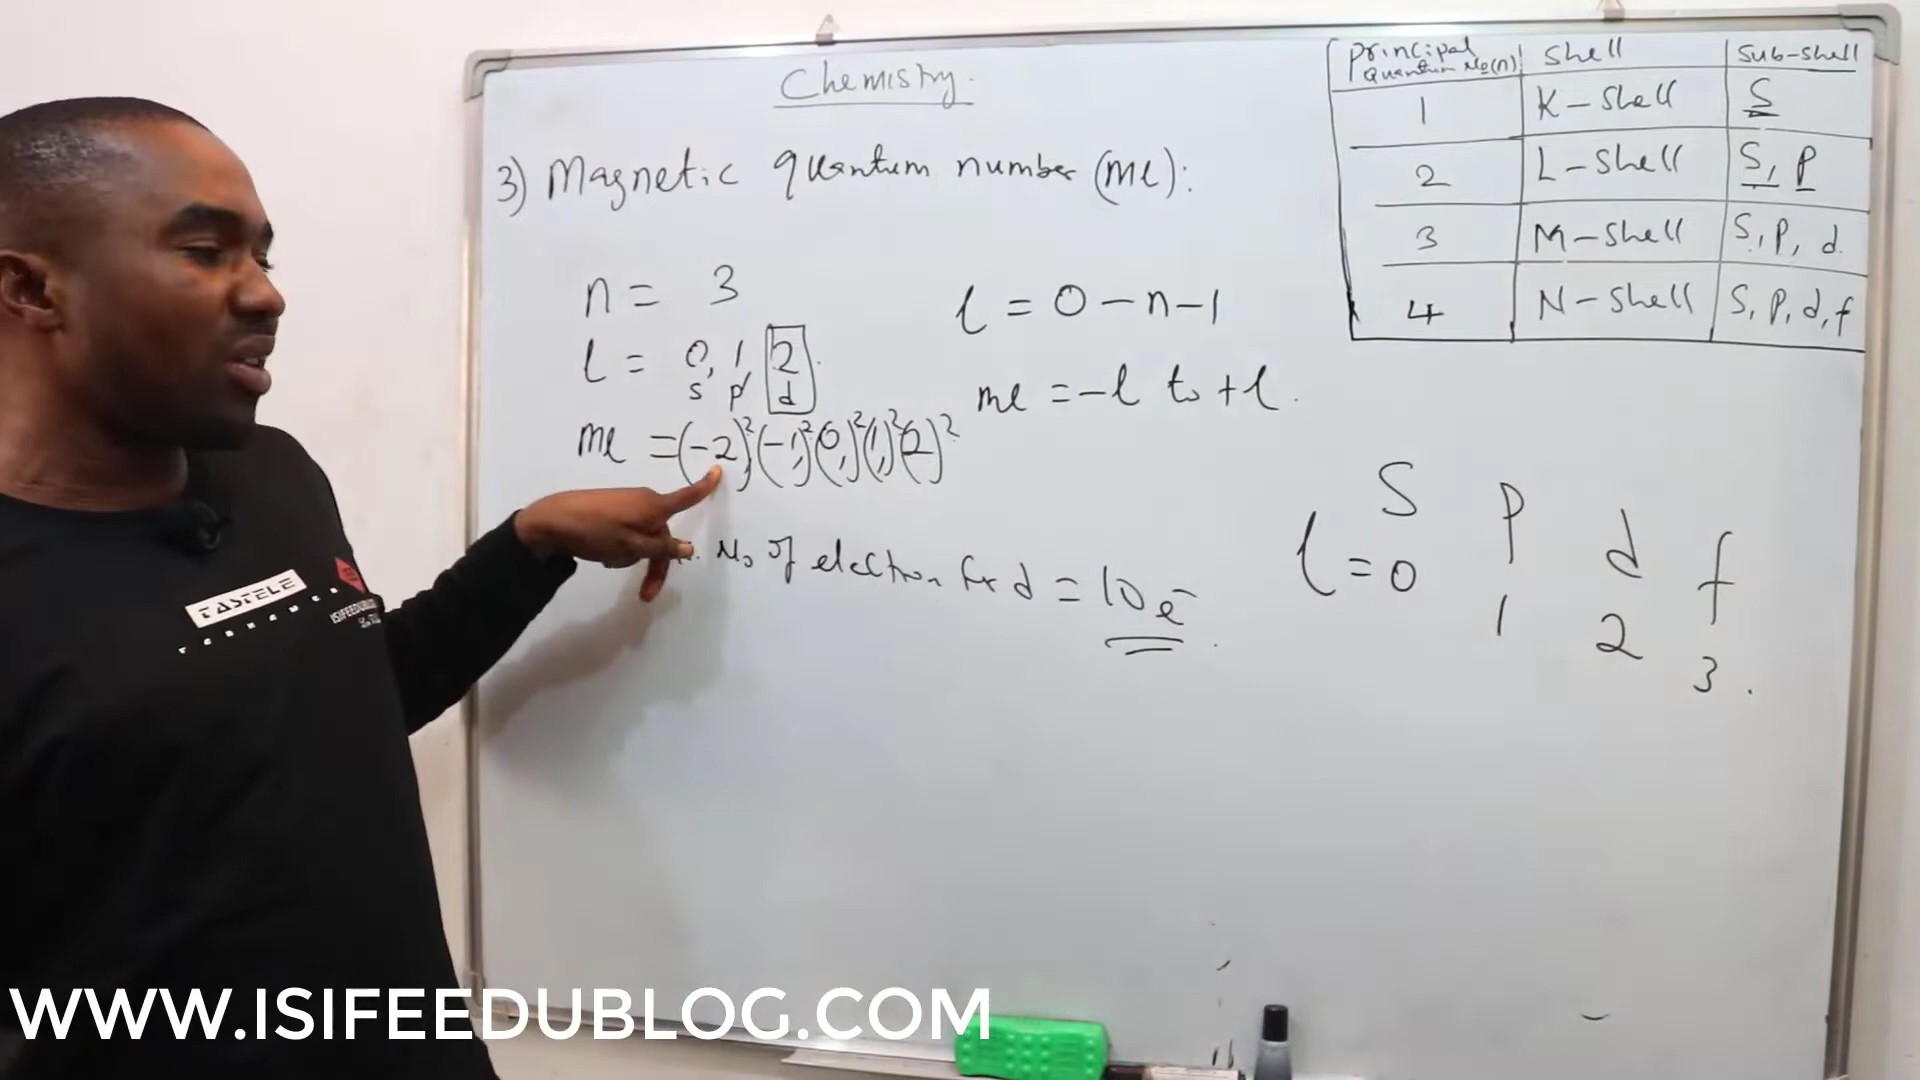 Chemistry.
3) Magnetic quantum number (ml):
n = 3
l = 0, 1, 2
s p d
ml = (-2)², (-1)², (0)², (1)², (2)²
No of electron for d = 10e⁻
l = 0 - n - 1
ml = -l to +l.
Principal Quantum No(n) Shell Sub-shell
1 K-Shell S
2 L-Shell S, P
3 M-Shell S, P, d
4 N-Shell S, P, d, f
S P d f
l = 0 1 2 3.
TASTELE
ISIFEEDUBLOG
WWW.ISIFEEDUBLOG.COM